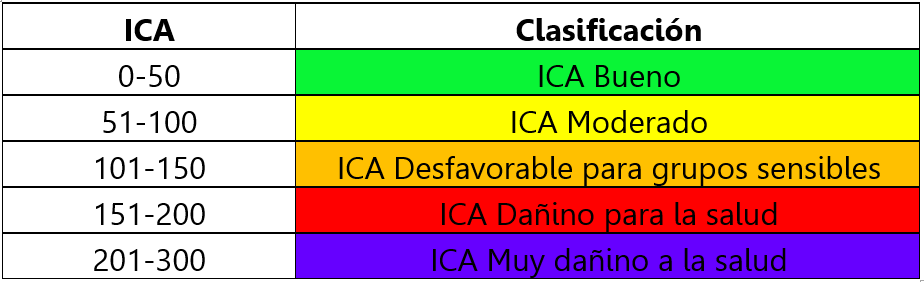 ICA Clasificación
0-50 ICA Bueno
51-100 ICA Moderado
101-150 ICA Desfavorable para grupos sensibles
151-200 ICA Dañino para la salud
201-300 ICA Muy dañino a la salud